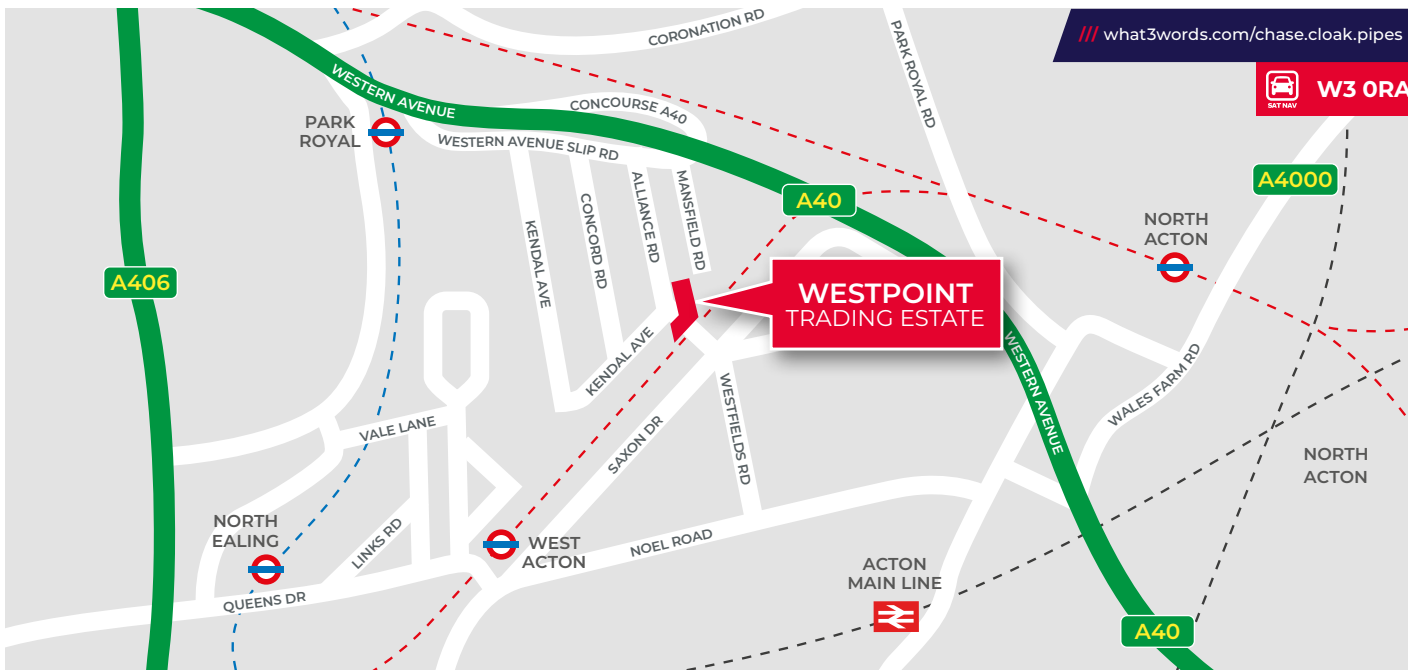 CORONATION RD
/// what3words.com/chase.cloak.pipes
SAT NAV
W3 0RA
PARK ROYAL RD
WESTERN AVENUE
CONCOURSE A40
PARK
ROYAL
WESTERN AVENUE SLIP RD
A4000
ALLIANCE RD
MANSFIELD RD
A40
CONCORD RD
KENDAL AVE
NORTH
ACTON
A406
WESTPOINT
TRADING ESTATE
KENDAL AVE
WESTERN AVENUE
WALES FARM RD
WESTFIELDS RD
VALE LANE
SAXON DR
NORTH
ACTON
NORTH
EALING
LINKS RD
WEST
ACTON
NOEL ROAD
ACTON
MAIN LINE
QUEENS DR
A40